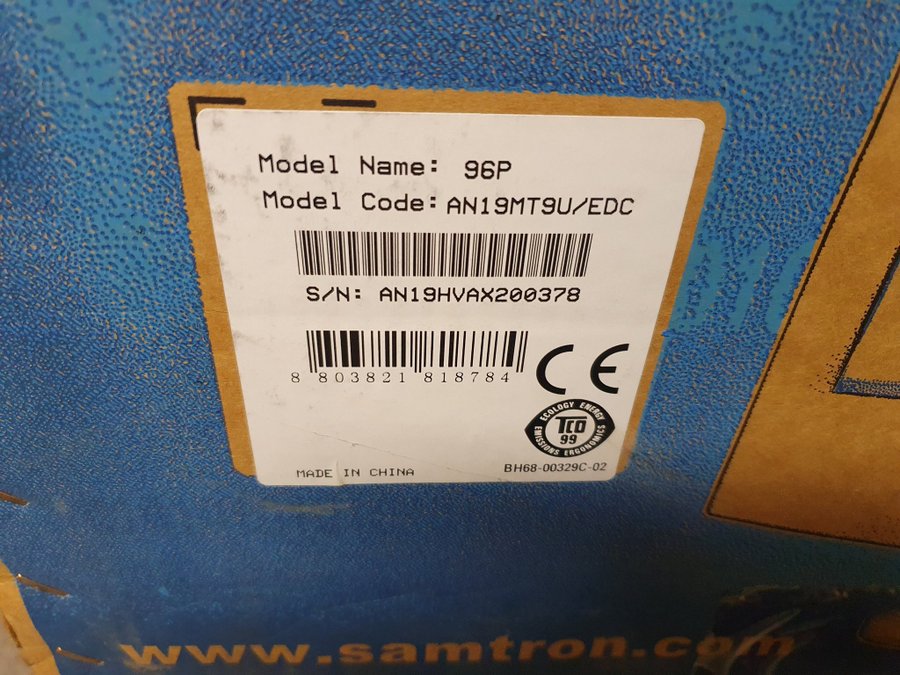 Model Name: 96P
Model Code: AN19MT9U/EDC
S/N: AN19HVAX200378
8 803821 818784
CE
ECOLOGY ENERGY
TCO
99
EMISSIONS ERGONOMICS
MADE IN CHINA
BH68-00329C-02
www.samtron.com